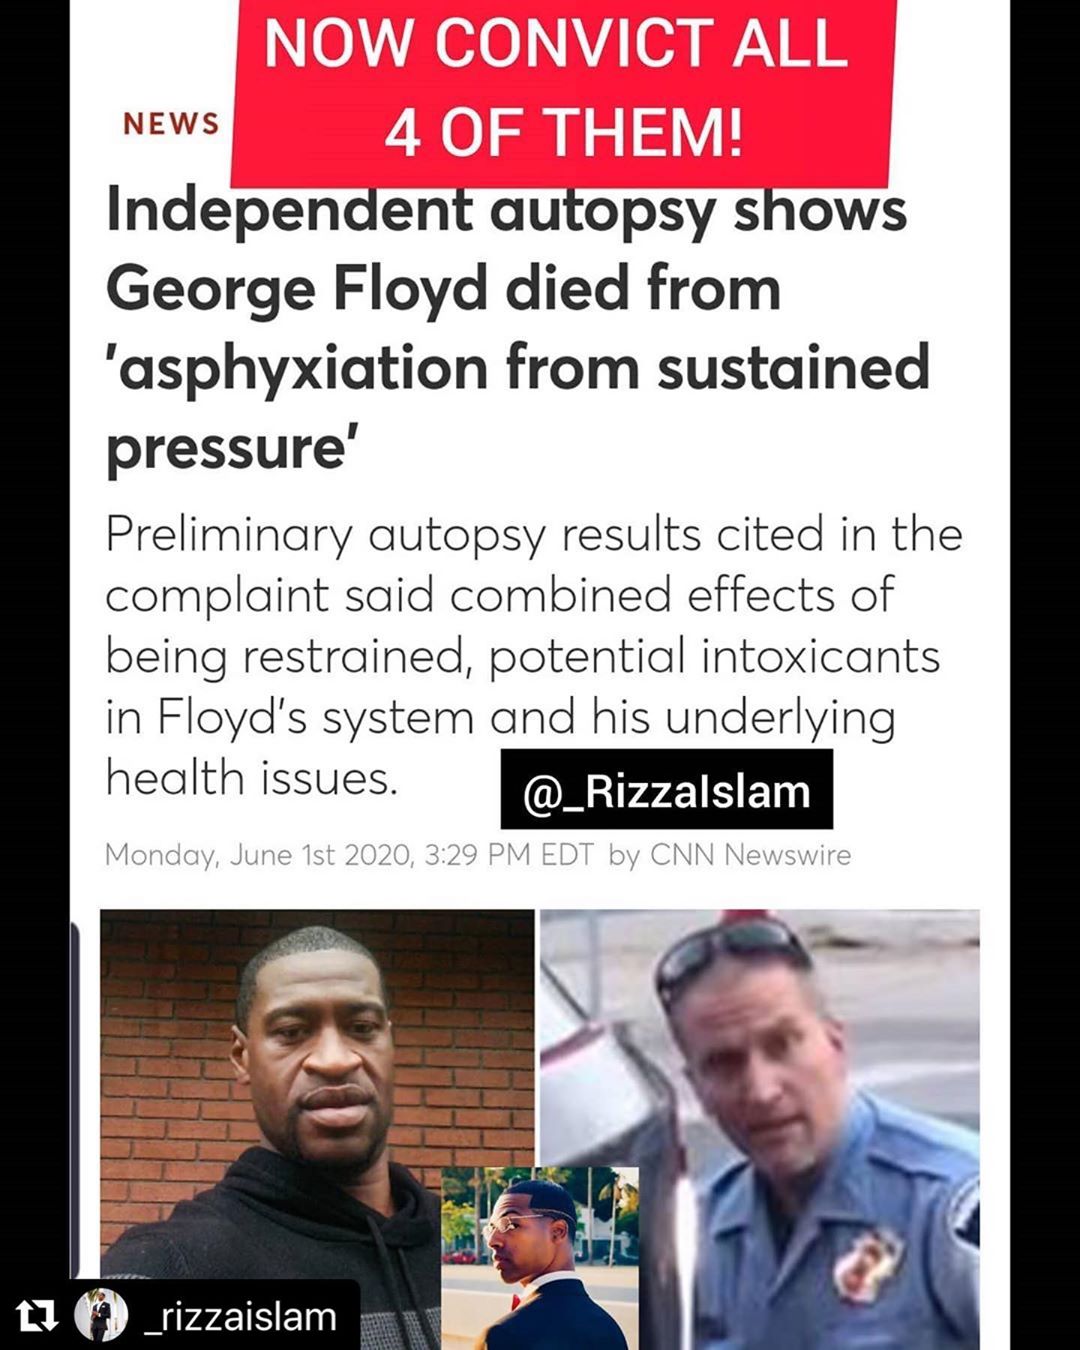 NOW CONVICT ALL
4 OF THEM!
NEWS
Independent autopsy shows
George Floyd died from
'asphyxiation from sustained
pressure'
Preliminary autopsy results cited in the
complaint said combined effects of
being restrained, potential intoxicants
in Floyd's system and his underlying
health issues.
@_RizzaIslam
Monday, June 1st 2020, 3:29 PM EDT by CNN Newswire
_rizzaislam